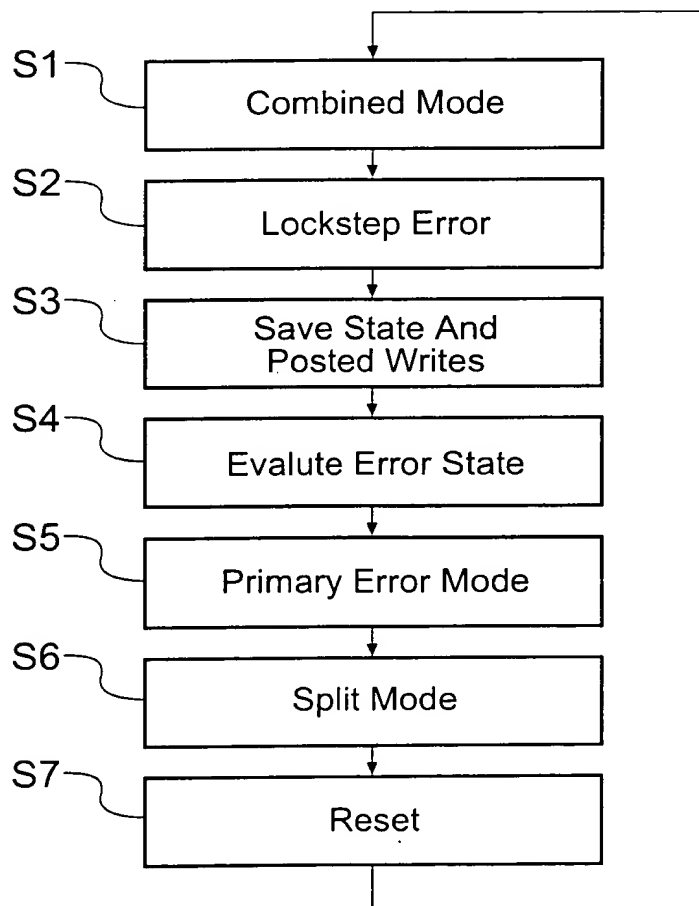 S1
Combined Mode
S2
Lockstep Error
S3
Save State And
Posted Writes
S4
Evalute Error State
S5
Primary Error Mode
S6
Split Mode
S7
Reset